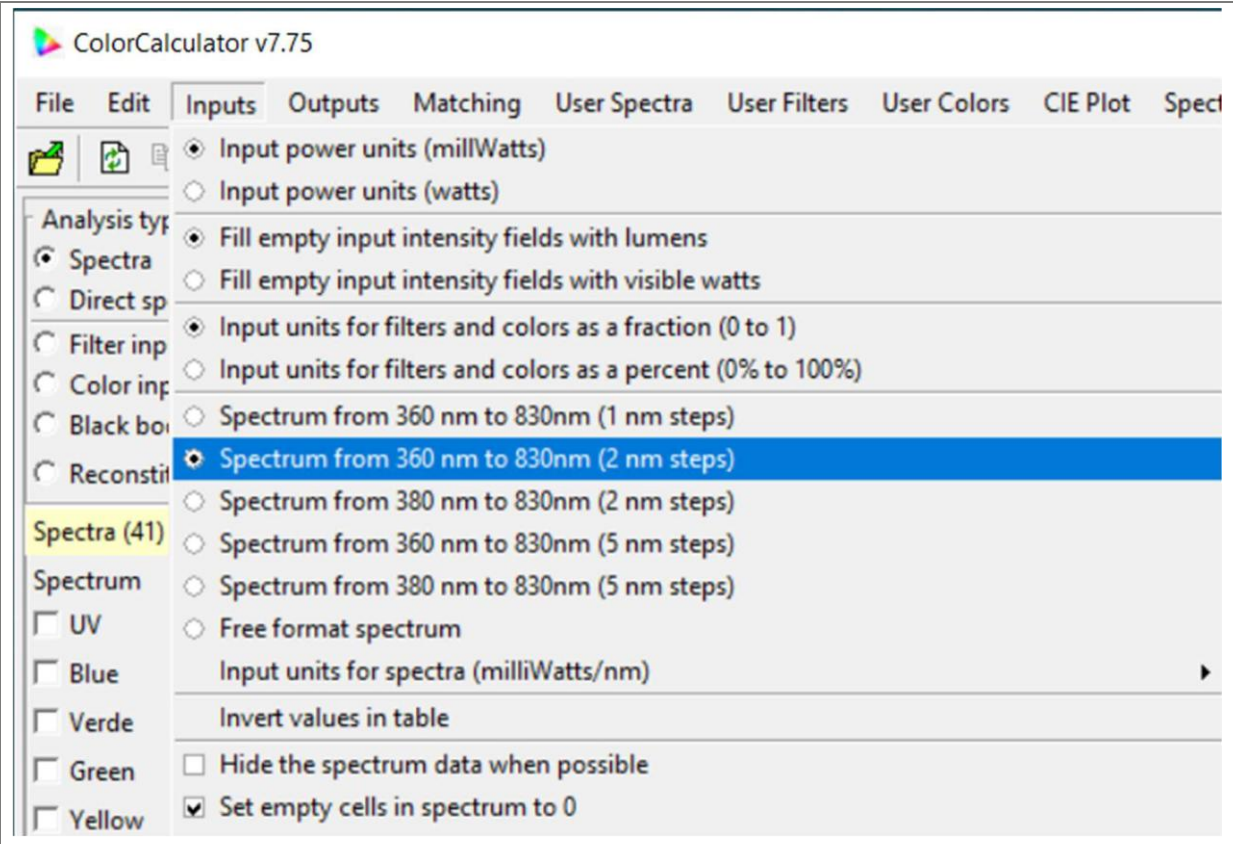 ColorCalculator v7.75
File Edit Inputs Outputs Matching User Spectra User Filters User Colors CIE Plot Spect
Input power units (millWatts)
Input power units (watts)
Analysis typ
Fill empty input intensity fields with lumens
Spectra
Fill empty input intensity fields with visible watts
Direct sp
Input units for filters and colors as a fraction (0 to 1)
Filter inp
Input units for filters and colors as a percent (0% to 100%)
Color inp
Spectrum from 360 nm to 830nm (1 nm steps)
Black bo
Spectrum from 360 nm to 830nm (2 nm steps)
Reconstit
Spectrum from 380 nm to 830nm (2 nm steps)
Spectra (41)
Spectrum from 360 nm to 830nm (5 nm steps)
Spectrum
Spectrum from 380 nm to 830nm (5 nm steps)
UV
Free format spectrum
Blue
Input units for spectra (milliWatts/nm)
Verde
Invert values in table
Green
Hide the spectrum data when possible
Yellow
Set empty cells in spectrum to 0